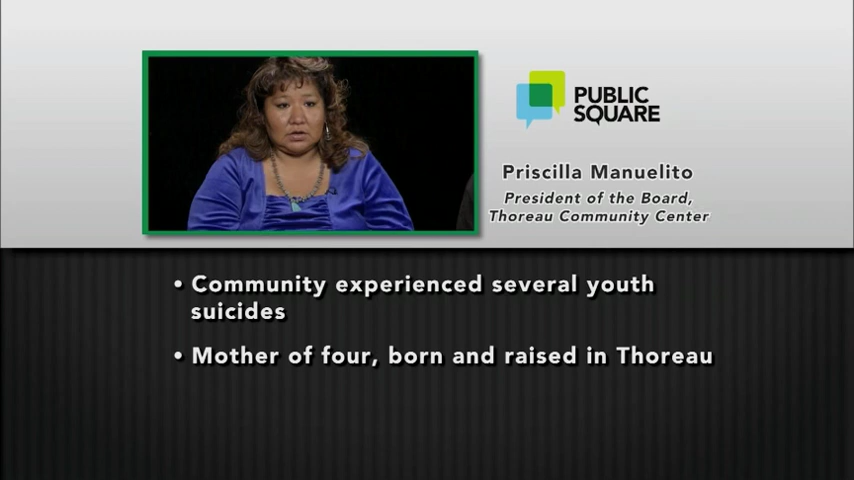 PUBLIC
SQUARE
Priscilla Manuelito
President of the Board,
Thoreau Community Center
• Community experienced several youth
suicides
• Mother of four, born and raised in Thoreau